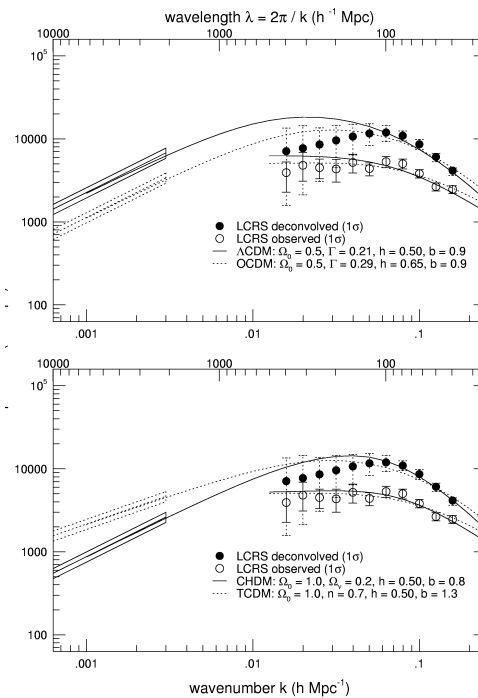 wavelength λ = 2π / k (h⁻¹ Mpc)
10000 1000 100
10⁵
10000
1000
100
● LCRS deconvolved (1σ)
○ LCRS observed (1σ)
ΛCDM: Ω₀ = 0.5, Γ = 0.21, h = 0.50, b = 0.9
OCDM: Ω₀ = 0.5, Γ = 0.29, h = 0.65, b = 0.9
.001 .01 .1
10000 1000 100
10⁵
10000
1000
100
● LCRS deconvolved (1σ)
○ LCRS observed (1σ)
CHDM: Ω₀ = 1.0, Ωᵥ = 0.2, h = 0.50, b = 0.8
TCDM: Ω₀ = 1.0, n = 0.7, h = 0.50, b = 1.3
.001 .01 .1
wavenumber k (h Mpc⁻¹)